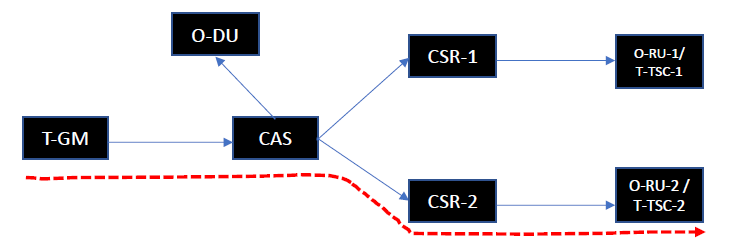 O-DU
CSR-1
O-RU-1/
T-TSC-1
T-GM
CAS
CSR-2
O-RU-2 /
T-TSC-2